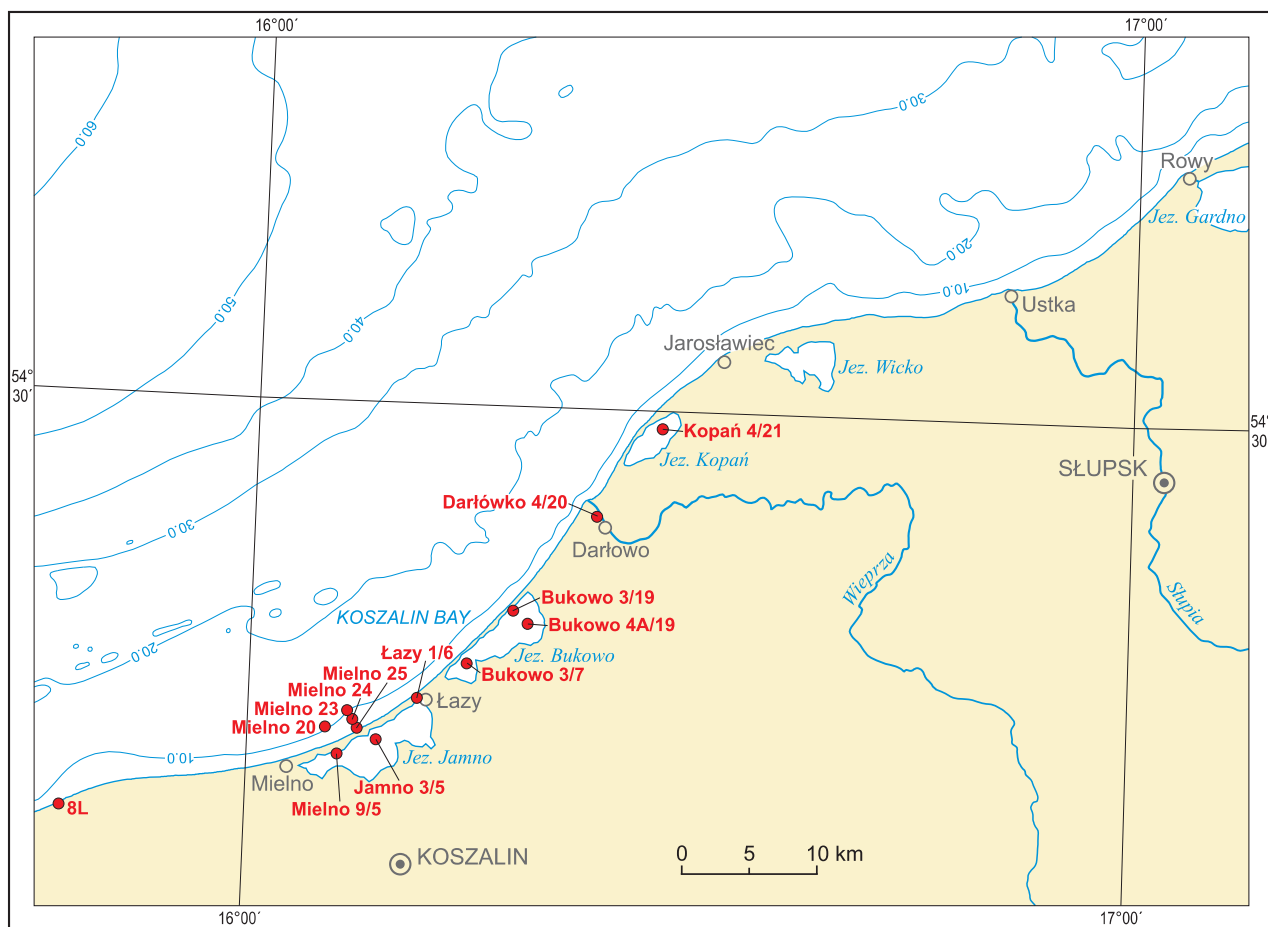 16°00´
17°00´
60.0
30.0
Rowy
Jez. Gardno
20.0
50.0
10.0
Ustka
40.0
Jarosławiec
Jez. Wicko
54°
30´
54°
30´
Kopań 4/21
Jez. Kopań
SŁUPSK
Darłówko 4/20
30.0
Darłowo
Wieprza
Słupia
Bukowo 3/19
KOSZALIN BAY
Bukowo 4A/19
20.0
Łazy 1/6
Jez. Bukowo
Mielno 25
Bukowo 3/7
Mielno 24
Łazy
Mielno 23
Mielno 20
10.0
Jez. Jamno
Mielno
Jamno 3/5
8L
Mielno 9/5
KOSZALIN
0 5 10 km
16°00´
17°00´